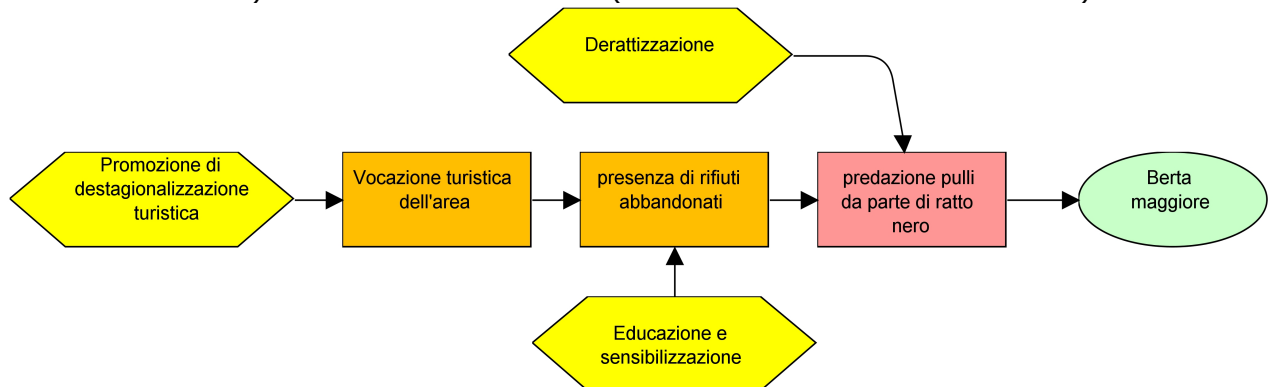 Derattizzazione
Promozione di
destagionalizzazione
turistica
Vocazione turistica
dell'area
presenza di rifiuti
abbandonati
predazione pulli
da parte di ratto
nero
Berta
maggiore
Educazione e
sensibilizzazione